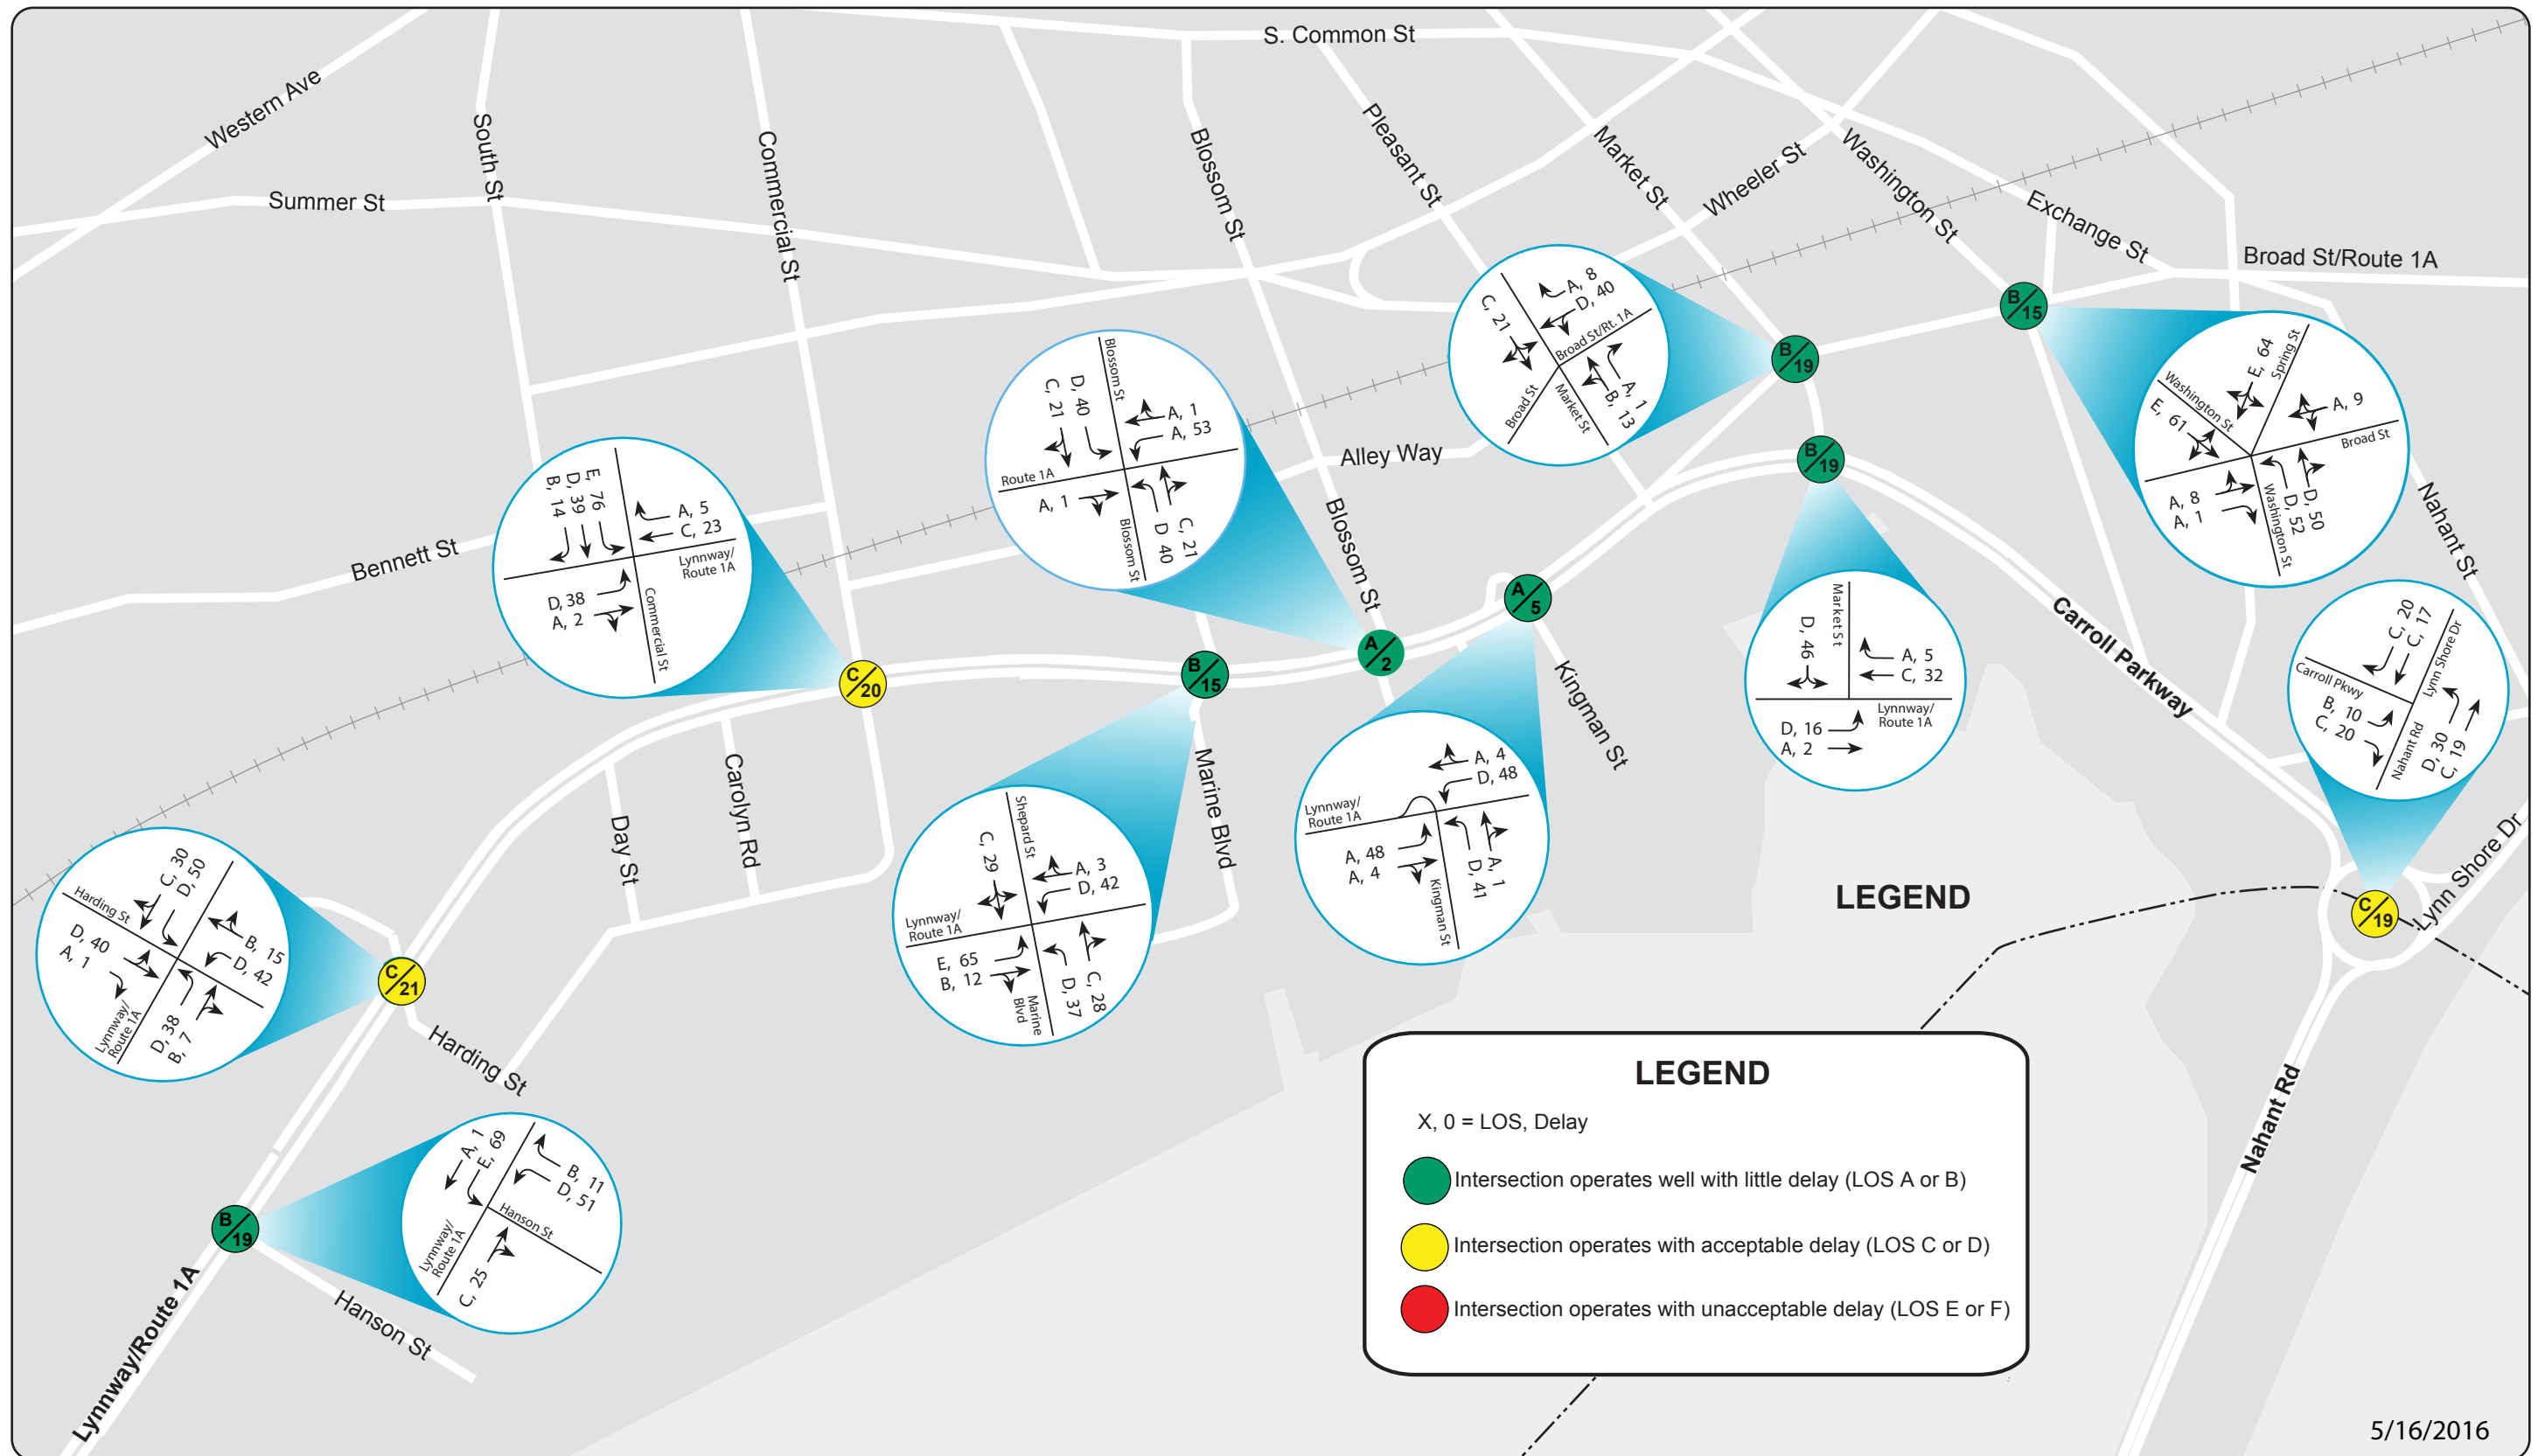 S. Common St
Western Ave
South St
Summer St
Commercial St
Blossom St
Pleasant St
Market St
Wheeler St
Washington St
Exchange St
Broad St/Route 1A
Bennett St
Alley Way
Blossom St
Kingman St
Carroll Parkway
Nahant St
Lynn Shore Dr
Nahant Rd
Marine Blvd
Carolyn Rd
Day St
Harding St
Hanson St
Lynnway/Route 1A
B/19
C/21
C/20
B/15
A/2
A/5
B/19
B/19
B/15
C/19
A, 1
E, 69
B, 11
D, 51
Hanson St
Lynnway/
Route 1A
C, 25
C, 30
D, 50
Harding St
D, 40
A, 1
B, 15
D, 42
Lynnway/
Route 1A
D, 38
B, 7
E, 76
D, 39
B, 14
A, 5
C, 23
Lynnway/
Route 1A
D, 38
A, 2
Commercial St
Shepard St
C, 29
A, 3
D, 42
Lynnway/
Route 1A
E, 65
B, 12
Marine
Blvd
D, 37
C, 28
Blossom St
D, 40
C, 21
A, 1
A, 53
Route 1A
A, 1
Blossom St
D 40
C, 21
A, 4
D, 48
Lynnway/
Route 1A
A, 48
A, 4
Kingman St
D, 41
A, 1
A, 8
D, 40
C, 21
Broad St/Rt. 1A
Broad St
Market St
A, 1
B, 13
Market St
D, 46
A, 5
C, 32
Lynnway/
Route 1A
D, 16
A, 2
E, 64
Spring St
Washington St
E, 61
A, 9
Broad St
A, 8
A, 1
Washington St
D, 52
D, 50
C, 20
C, 17
Lynn Shore Dr
Carroll Pkwy
B, 10
C, 20
Nahant Rd
D, 30
C, 19
LEGEND
LEGEND
X, 0 = LOS, Delay
Intersection operates well with little delay (LOS A or B)
Intersection operates with acceptable delay (LOS C or D)
Intersection operates with unacceptable delay (LOS E or F)
5/16/2016